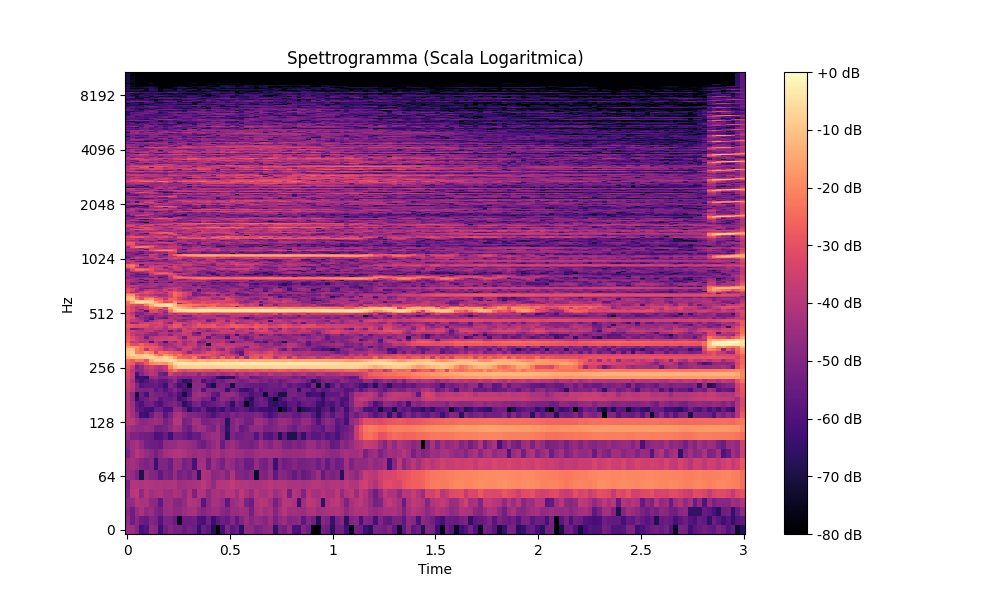 Spettrogramma (Scala Logaritmica)
Hz
8192
4096
2048
1024
512
256
128
64
0
0
0.5
1
1.5
2
2.5
3
Time
+0 dB
-10 dB
-20 dB
-30 dB
-40 dB
-50 dB
-60 dB
-70 dB
-80 dB